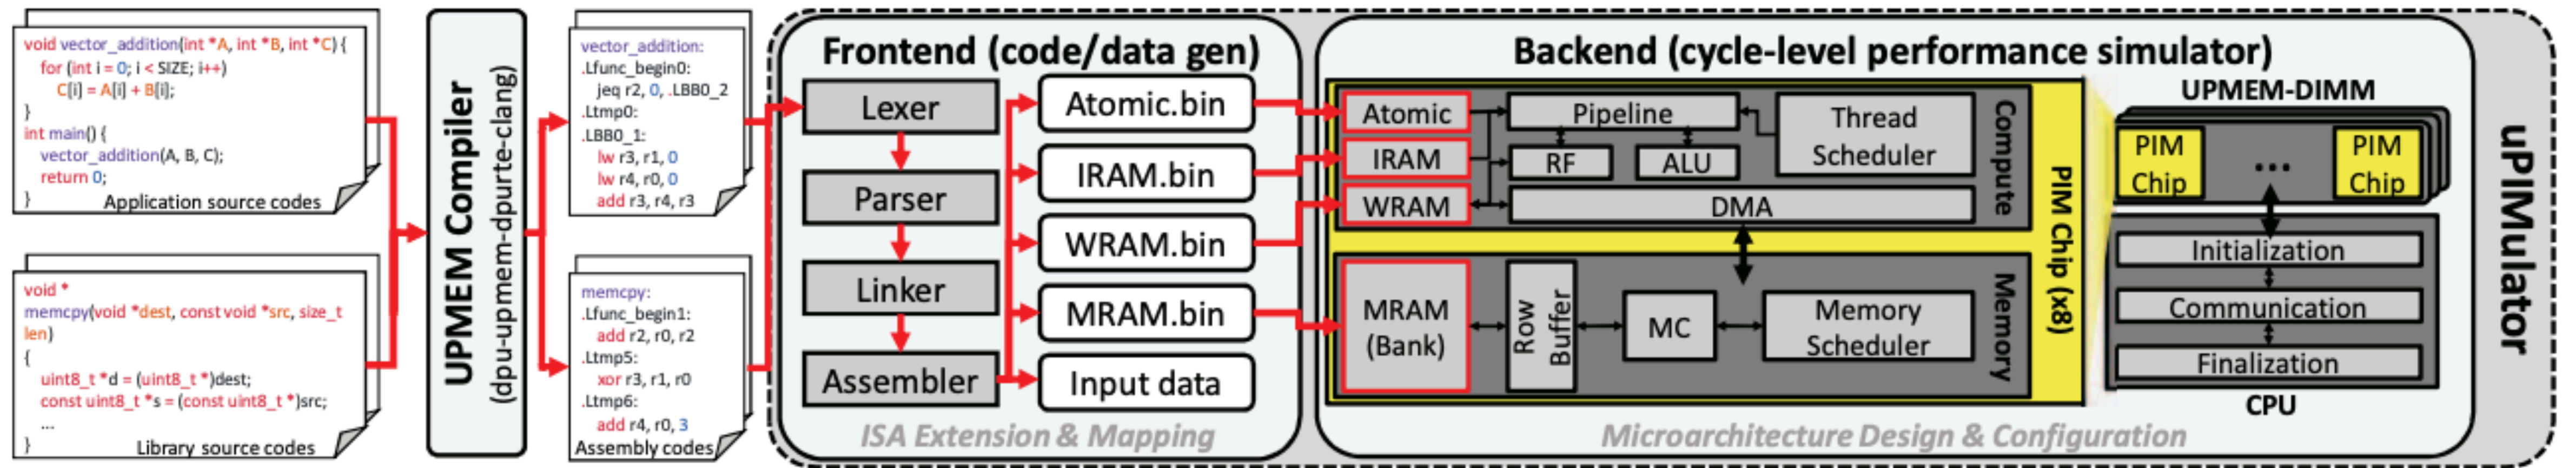 void vector_addition(int *A, int *B, int *C) {
for (int i = 0; i < SIZE; i++)
C[i] = A[i] + B[i];
}
int main() {
vector_addition(A, B, C);
return 0;
}
Application source codes
void *
memcpy(void *dest, const void *src, size_t
len)
{
uint8_t *d = (uint8_t *)dest;
const uint8_t *s = (const uint8_t *)src;
...
}
Library source codes
UPMEM Compiler
(dpu-upmem-dpurte-clang)
vector_addition:
.Lfunc_begin0:
jeq r2, 0, .LBB0_2
.Ltmp0:
.LBB0_1:
lw r3, r1, 0
lw r4, r0, 0
add r3, r4, r3
memcpy:
.Lfunc_begin1:
add r2, r0, r2
.Ltmp5:
xor r3, r1, r0
.Ltmp6:
add r4, r0, 3
Assembly codes
Frontend (code/data gen)
Lexer
Parser
Linker
Assembler
Atomic.bin
IRAM.bin
WRAM.bin
MRAM.bin
Input data
ISA Extension & Mapping
Backend (cycle-level performance simulator)
Atomic
IRAM
WRAM
Pipeline
RF
ALU
Thread
Scheduler
DMA
Compute
MRAM
(Bank)
Row
Buffer
MC
Memory
Scheduler
Memory
PIM Chip (x8)
UPMEM-DIMM
PIM
Chip
...
PIM
Chip
Initialization
Communication
Finalization
CPU
Microarchitecture Design & Configuration
uPIMulator